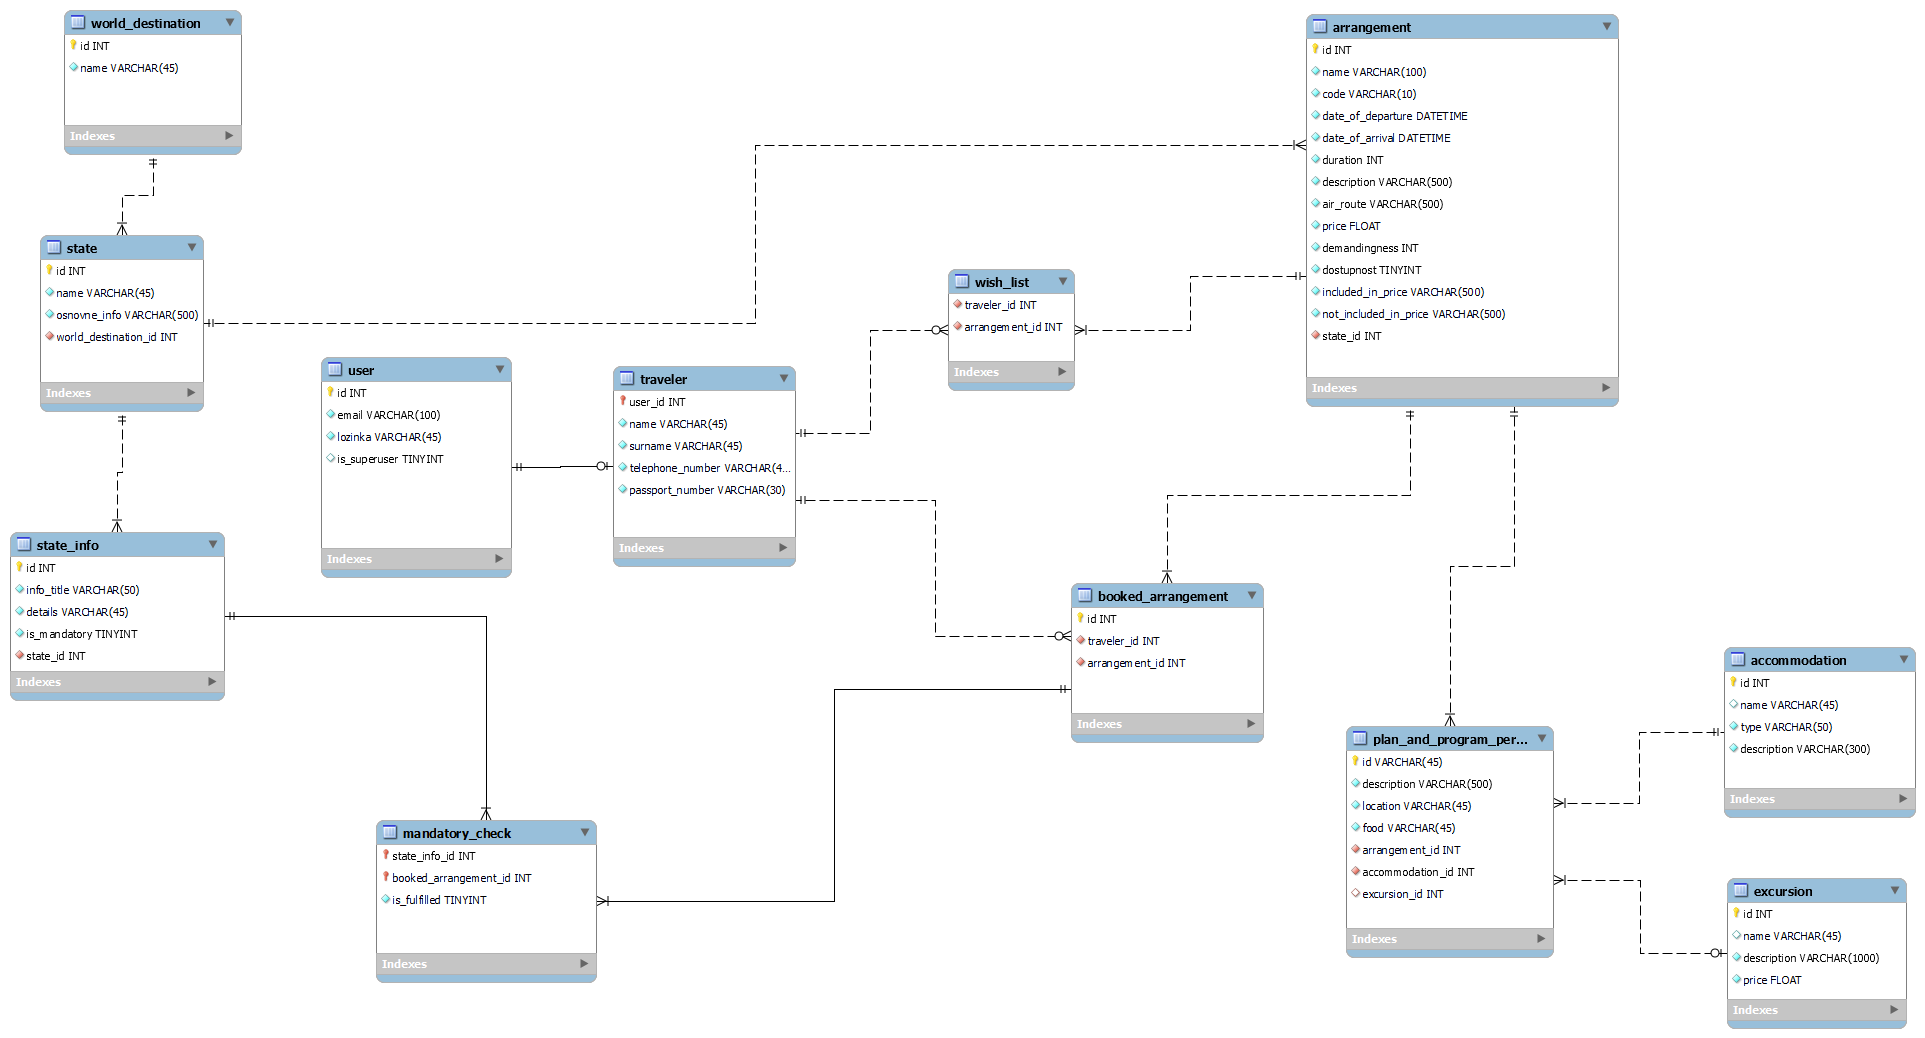 world_destination
id INT
name VARCHAR(45)
Indexes
state
id INT
name VARCHAR(45)
osnovne_info VARCHAR(500)
world_destination_id INT
Indexes
state_info
id INT
info_title VARCHAR(50)
details VARCHAR(45)
is_mandatory TINYINT
state_id INT
Indexes
user
id INT
email VARCHAR(100)
lozinka VARCHAR(45)
is_superuser TINYINT
Indexes
traveler
user_id INT
name VARCHAR(45)
surname VARCHAR(45)
telephone_number VARCHAR(4...
passport_number VARCHAR(30)
Indexes
mandatory_check
state_info_id INT
booked_arrangement_id INT
is_fulfilled TINYINT
Indexes
wish_list
traveler_id INT
arrangement_id INT
Indexes
booked_arrangement
id INT
traveler_id INT
arrangement_id INT
Indexes
arrangement
id INT
name VARCHAR(100)
code VARCHAR(10)
date_of_departure DATETIME
date_of_arrival DATETIME
duration INT
description VARCHAR(500)
air_route VARCHAR(500)
price FLOAT
demandingness INT
dostupnost TINYINT
included_in_price VARCHAR(500)
not_included_in_price VARCHAR(500)
state_id INT
Indexes
plan_and_program_per...
id VARCHAR(45)
description VARCHAR(500)
location VARCHAR(45)
food VARCHAR(45)
arrangement_id INT
accommodation_id INT
excursion_id INT
Indexes
accommodation
id INT
name VARCHAR(45)
type VARCHAR(50)
description VARCHAR(300)
Indexes
excursion
id INT
name VARCHAR(45)
description VARCHAR(1000)
price FLOAT
Indexes